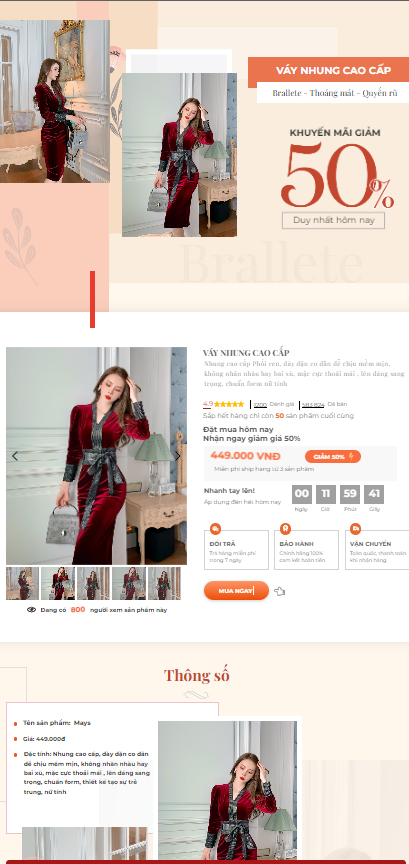 VÁY NHUNG CAO CẤP
Brallete - Thoáng mát - Quyến rũ
KHUYẾN MÃI GIẢM
50%
Duy nhất hôm nay
Brallete
VÁY NHUNG CAO CẤP
Nhung cao cấp Phối ren, dày dặn co dãn dễ chịu mềm mịn,
không nhăn nhàu hay bai xù, mặc cực thoải mái , lên dáng sang
trọng, chuẩn form nữ tính
4,9 1200 Đánh giá Đã bán
Sắp hết hàng chỉ còn 50 sản phẩm cuối cùng
Đặt mua hôm nay
Nhận ngay giảm giá 50%
449.000 VNĐ GIẢM 50%
Miễn phí ship hàng từ 3 sản phẩm
Nhanh tay lên!
Áp dụng đến hết giờ
00 11 59 41
Ngày Giờ Phút Giây
ĐỔI TRẢ
Trả hàng miễn phí
trong 7 ngày
BẢO HÀNH
Chính hãng 100%
cam kết hoàn tiền
VẬN CHUYỂN
Toàn quốc, thanh toán
khi nhận hàng
MUA NGAY
Đang có 800 người xem sản phẩm này
Thông số
Tên sản phẩm: Mays
Giá: 449.000đ
Đặc tính: Nhung cao cấp, dày dặn co dãn
dễ chịu mềm mịn, không nhăn nhàu hay
bai xù, mặc cực thoải mái , lên dáng sang
trọng, chuẩn form, thiết kế tạo sự trẻ
trung, nữ tính